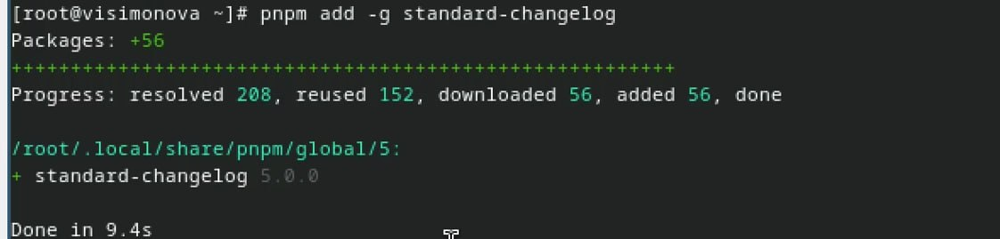 [root@visimonova ~]# pnpm add -g standard-changelog
Packages: +56
++++++++++++++++++++++++++++++++++++++++++++++++++++++++
Progress: resolved 208, reused 152, downloaded 56, added 56, done
/root/.local/share/pnpm/global/5:
+ standard-changelog 5.0.0
Done in 9.4s